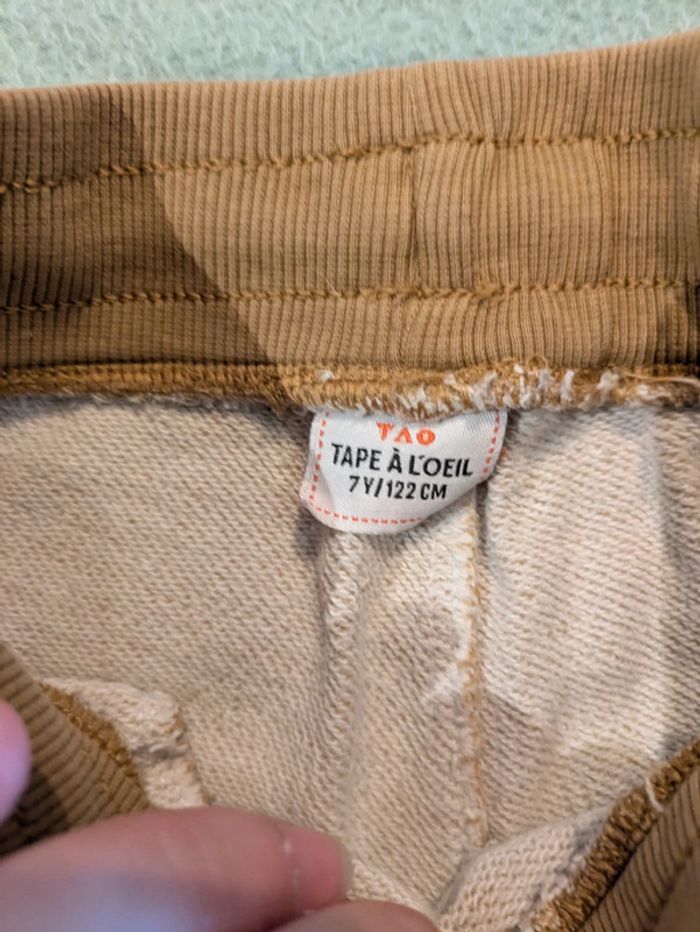 TAO
TAPE À L'OEIL
7Y/122 CM